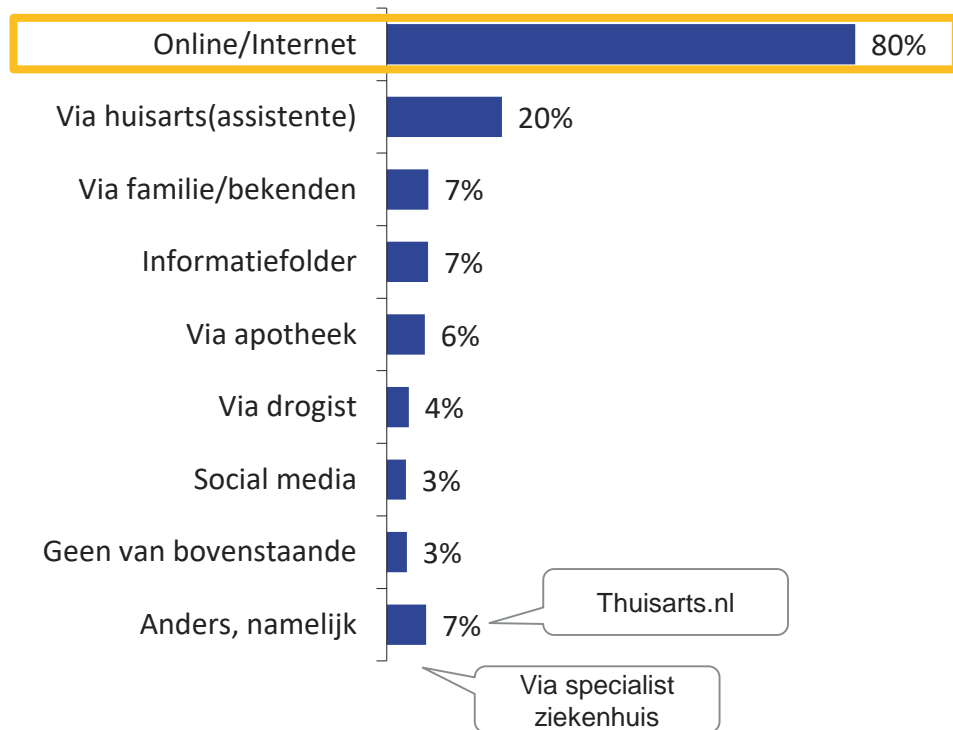 Online/Internet 80%
Via huisarts(assistente) 20%
Via familie/bekenden 7%
Informatiefolder 7%
Via apotheek 6%
Via drogist 4%
Social media 3%
Geen van bovenstaande 3%
Anders, namelijk 7%
Thuisarts.nl
Via specialist
ziekenhuis